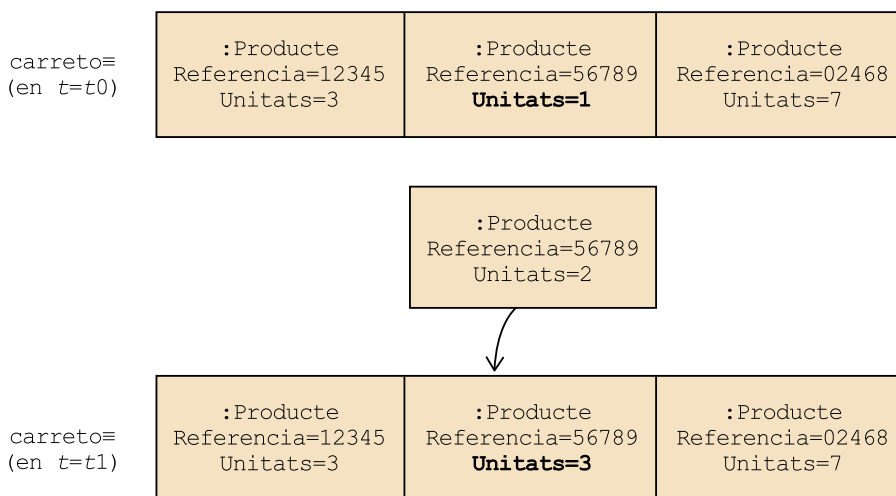 carreto≡
(en t=t0)
:Producte
Referencia=12345
Unitats=3
:Producte
Referencia=56789
Unitats=1
:Producte
Referencia=02468
Unitats=7
:Producte
Referencia=56789
Unitats=2
carreto≡
(en t=t1)
:Producte
Referencia=12345
Unitats=3
:Producte
Referencia=56789
Unitats=3
:Producte
Referencia=02468
Unitats=7